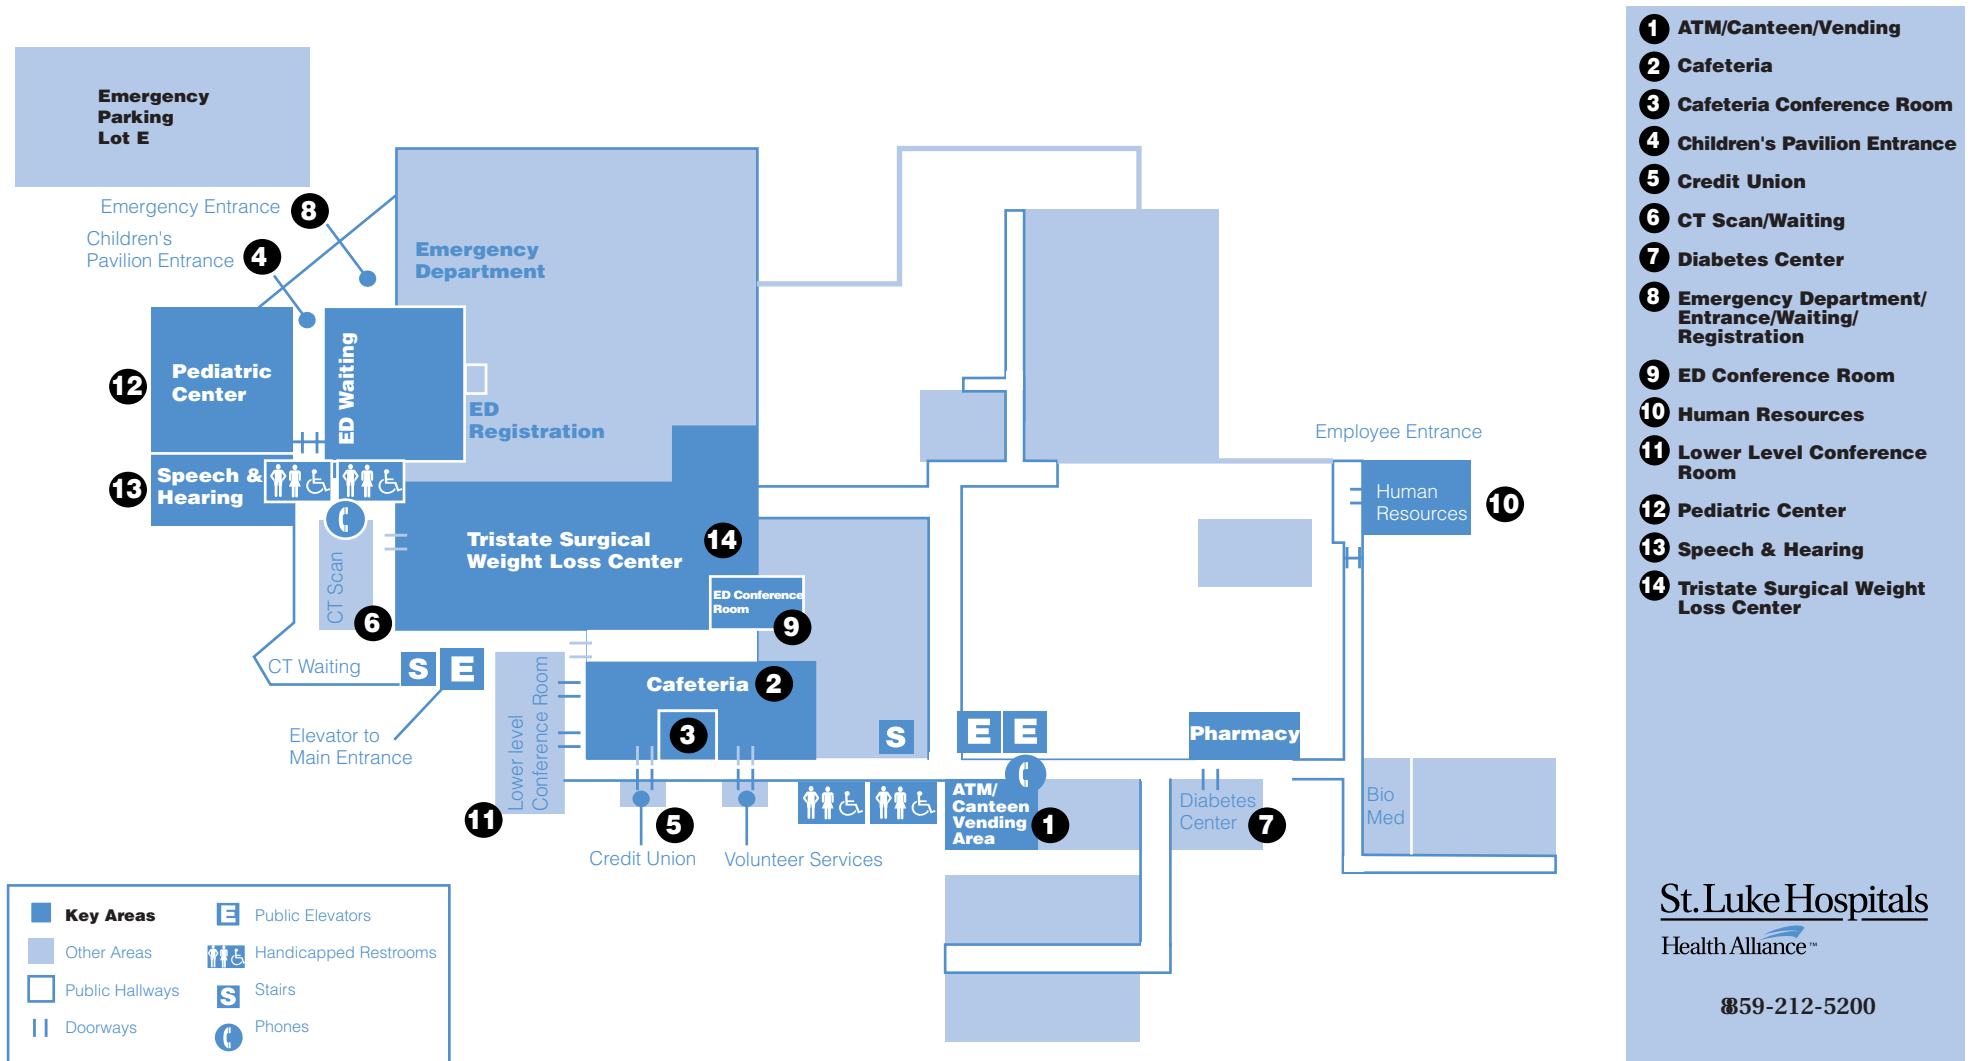 Emergency
Parking
Lot E
Emergency Entrance
8
Children's
Pavilion Entrance
4
Emergency
Department
ED Waiting
Pediatric
Center
12
ED
Registration
Speech &
Hearing
13
CT Scan
6
Tristate Surgical
Weight Loss Center
14
ED Conference
Room
9
CT Waiting
S
E
Elevator to
Main Entrance
Lower level
Conference Room
11
Cafeteria
2
3
S
E
E
Pharmacy
Employee Entrance
Human
Resources
10
5
Credit Union
Volunteer Services
ATM/
Canteen
Vending
Area
1
Diabetes
Center
7
Bio
Med
Key Areas
Other Areas
Public Hallways
Doorways
E
Public Elevators
Handicapped Restrooms
S
Stairs
Phones
1 ATM/Canteen/Vending
2 Cafeteria
3 Cafeteria Conference Room
4 Children's Pavilion Entrance
5 Credit Union
6 CT Scan/Waiting
7 Diabetes Center
8 Emergency Department/
Entrance/Waiting/
Registration
9 ED Conference Room
10 Human Resources
11 Lower Level Conference
Room
12 Pediatric Center
13 Speech & Hearing
14 Tristate Surgical Weight
Loss Center
St. Luke Hospitals
Health Alliance™
8859-212-5200